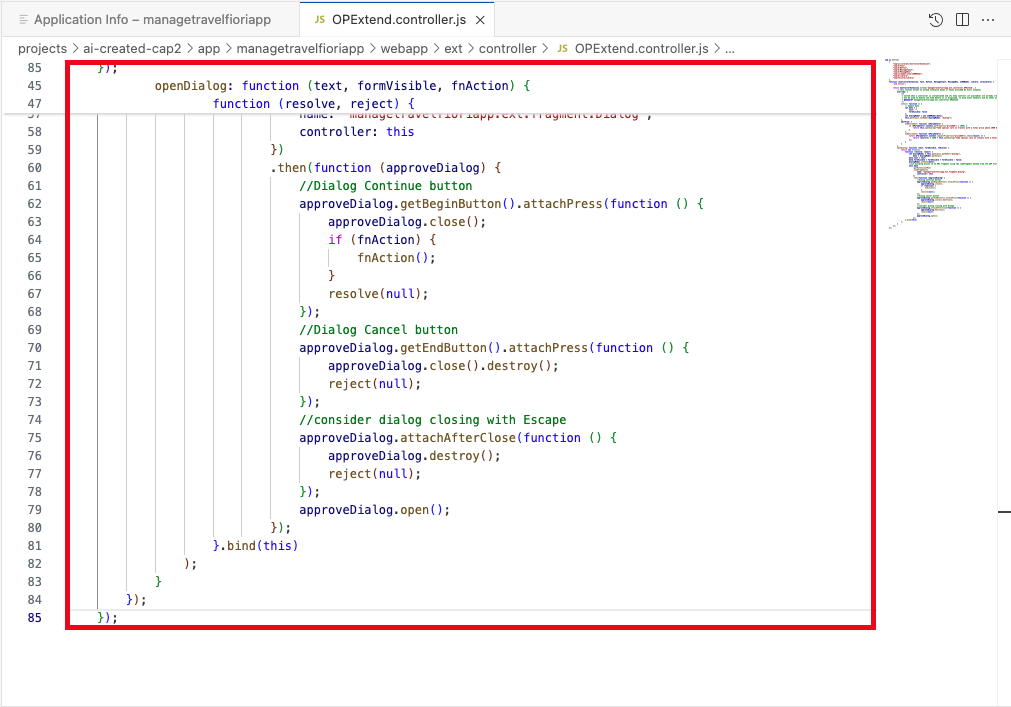 Application Info – managetravelfioriapp
JS OPExtend.controller.js ×
projects > ai-created-cap2 > app > managetravelfioriapp > webapp > ext > controller > JS OPExtend.controller.js > ...
85 });
45 openDialog: function (text, formVisible, fnAction) {
47 function (resolve, reject) {
57 name: "managetravelfioriapp.ext.fragment.Dialog",
58 controller: this
59 })
60 .then(function (approveDialog) {
61 //Dialog Continue button
62 approveDialog.getBeginButton().attachPress(function () {
63 approveDialog.close();
64 if (fnAction) {
65 fnAction();
66 }
67 resolve(null);
68 });
69 //Dialog Cancel button
70 approveDialog.getEndButton().attachPress(function () {
71 approveDialog.close().destroy();
72 reject(null);
73 });
74 //consider dialog closing with Escape
75 approveDialog.attachAfterClose(function () {
76 approveDialog.destroy();
77 reject(null);
78 });
79 approveDialog.open();
80 });
81 }.bind(this)
82 );
83 }
84 });
85 });